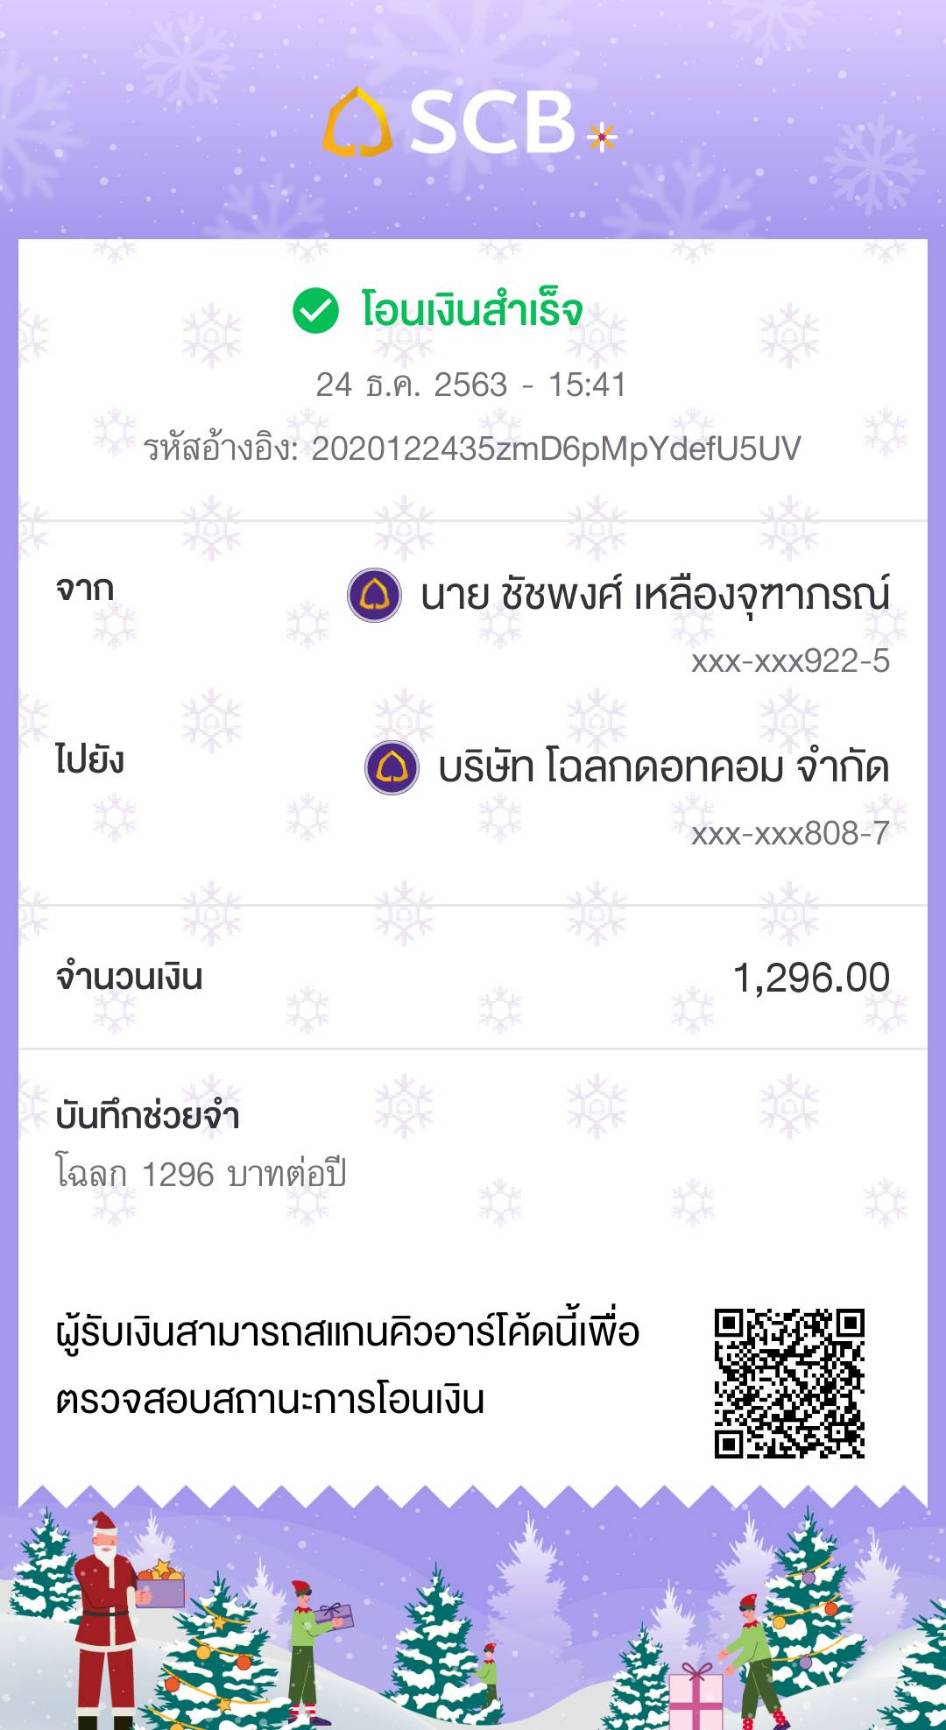 SCB
โอนเงินสำเร็จ
24 ธ.ค. 2563 - 15:41
รหัสอ้างอิง: 2020122435zmD6pMpYdefU5UV
จาก
นาย ชัชพงศ์ เหลืองจุฑาภรณ์
xxx-xxx922-5
ไปยัง
บริษัท โฉลกดอทคอม จำกัด
xxx-xxx808-7
จำนวนเงิน
1,296.00
บันทึกช่วยจำ
โฉลก 1296 บาทต่อปี
ผู้รับเงินสามารถสแกนคิวอาร์โค้ดนี้เพื่อ
ตรวจสอบสถานะการโอนเงิน